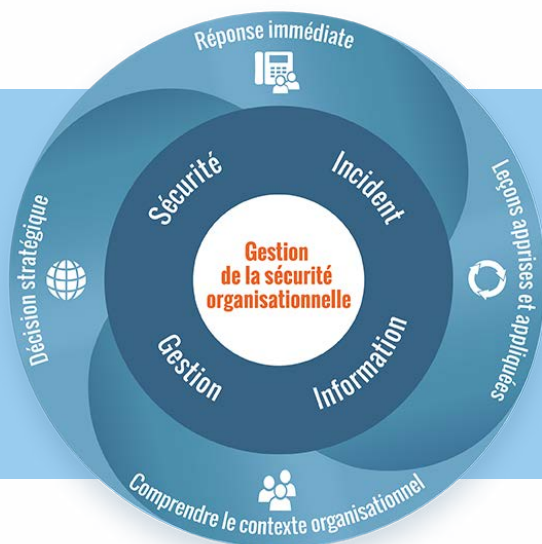 Réponse immédiate
Sécurité
Incident
Décision stratégique
Gestion
de la sécurité
organisationnelle
Leçons apprises et appliquées
Gestion
Information
Comprendre le contexte organisationnel